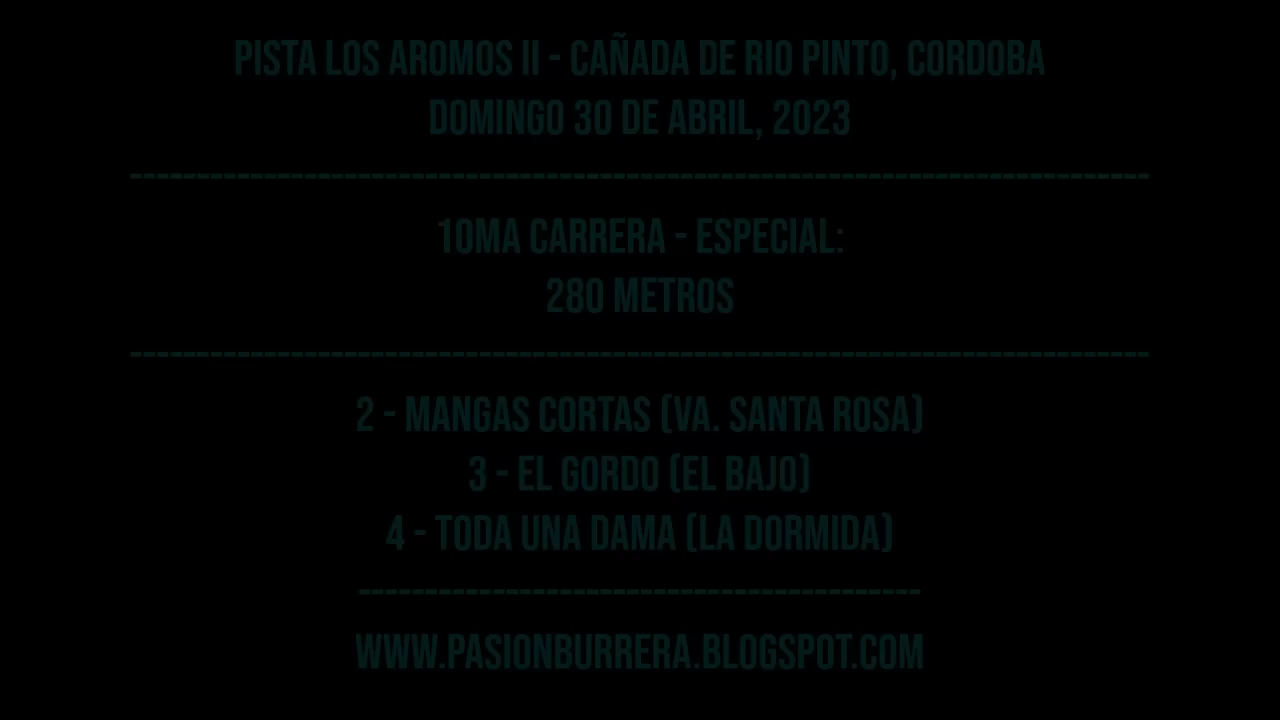 PISTA LOS AROMOS II - CAÑADA DE RIO PINTO, CORDOBA
DOMINGO 30 DE ABRIL, 2023
----------------------------------------------------------------------------
10MA CARRERA - ESPECIAL:
280 METROS
----------------------------------------------------------------------------
2 - MANGAS CORTAS (VA. SANTA ROSA)
3 - EL GORDO (EL BAJO)
4 - TODA UNA DAMA (LA DORMIDA)
------------------------------------------
WWW.PASIONBURRERA.BLOGSPOT.COM